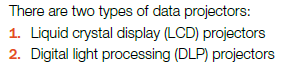 There are two types of data projectors:
1. Liquid crystal display (LCD) projectors
2. Digital light processing (DLP) projectors